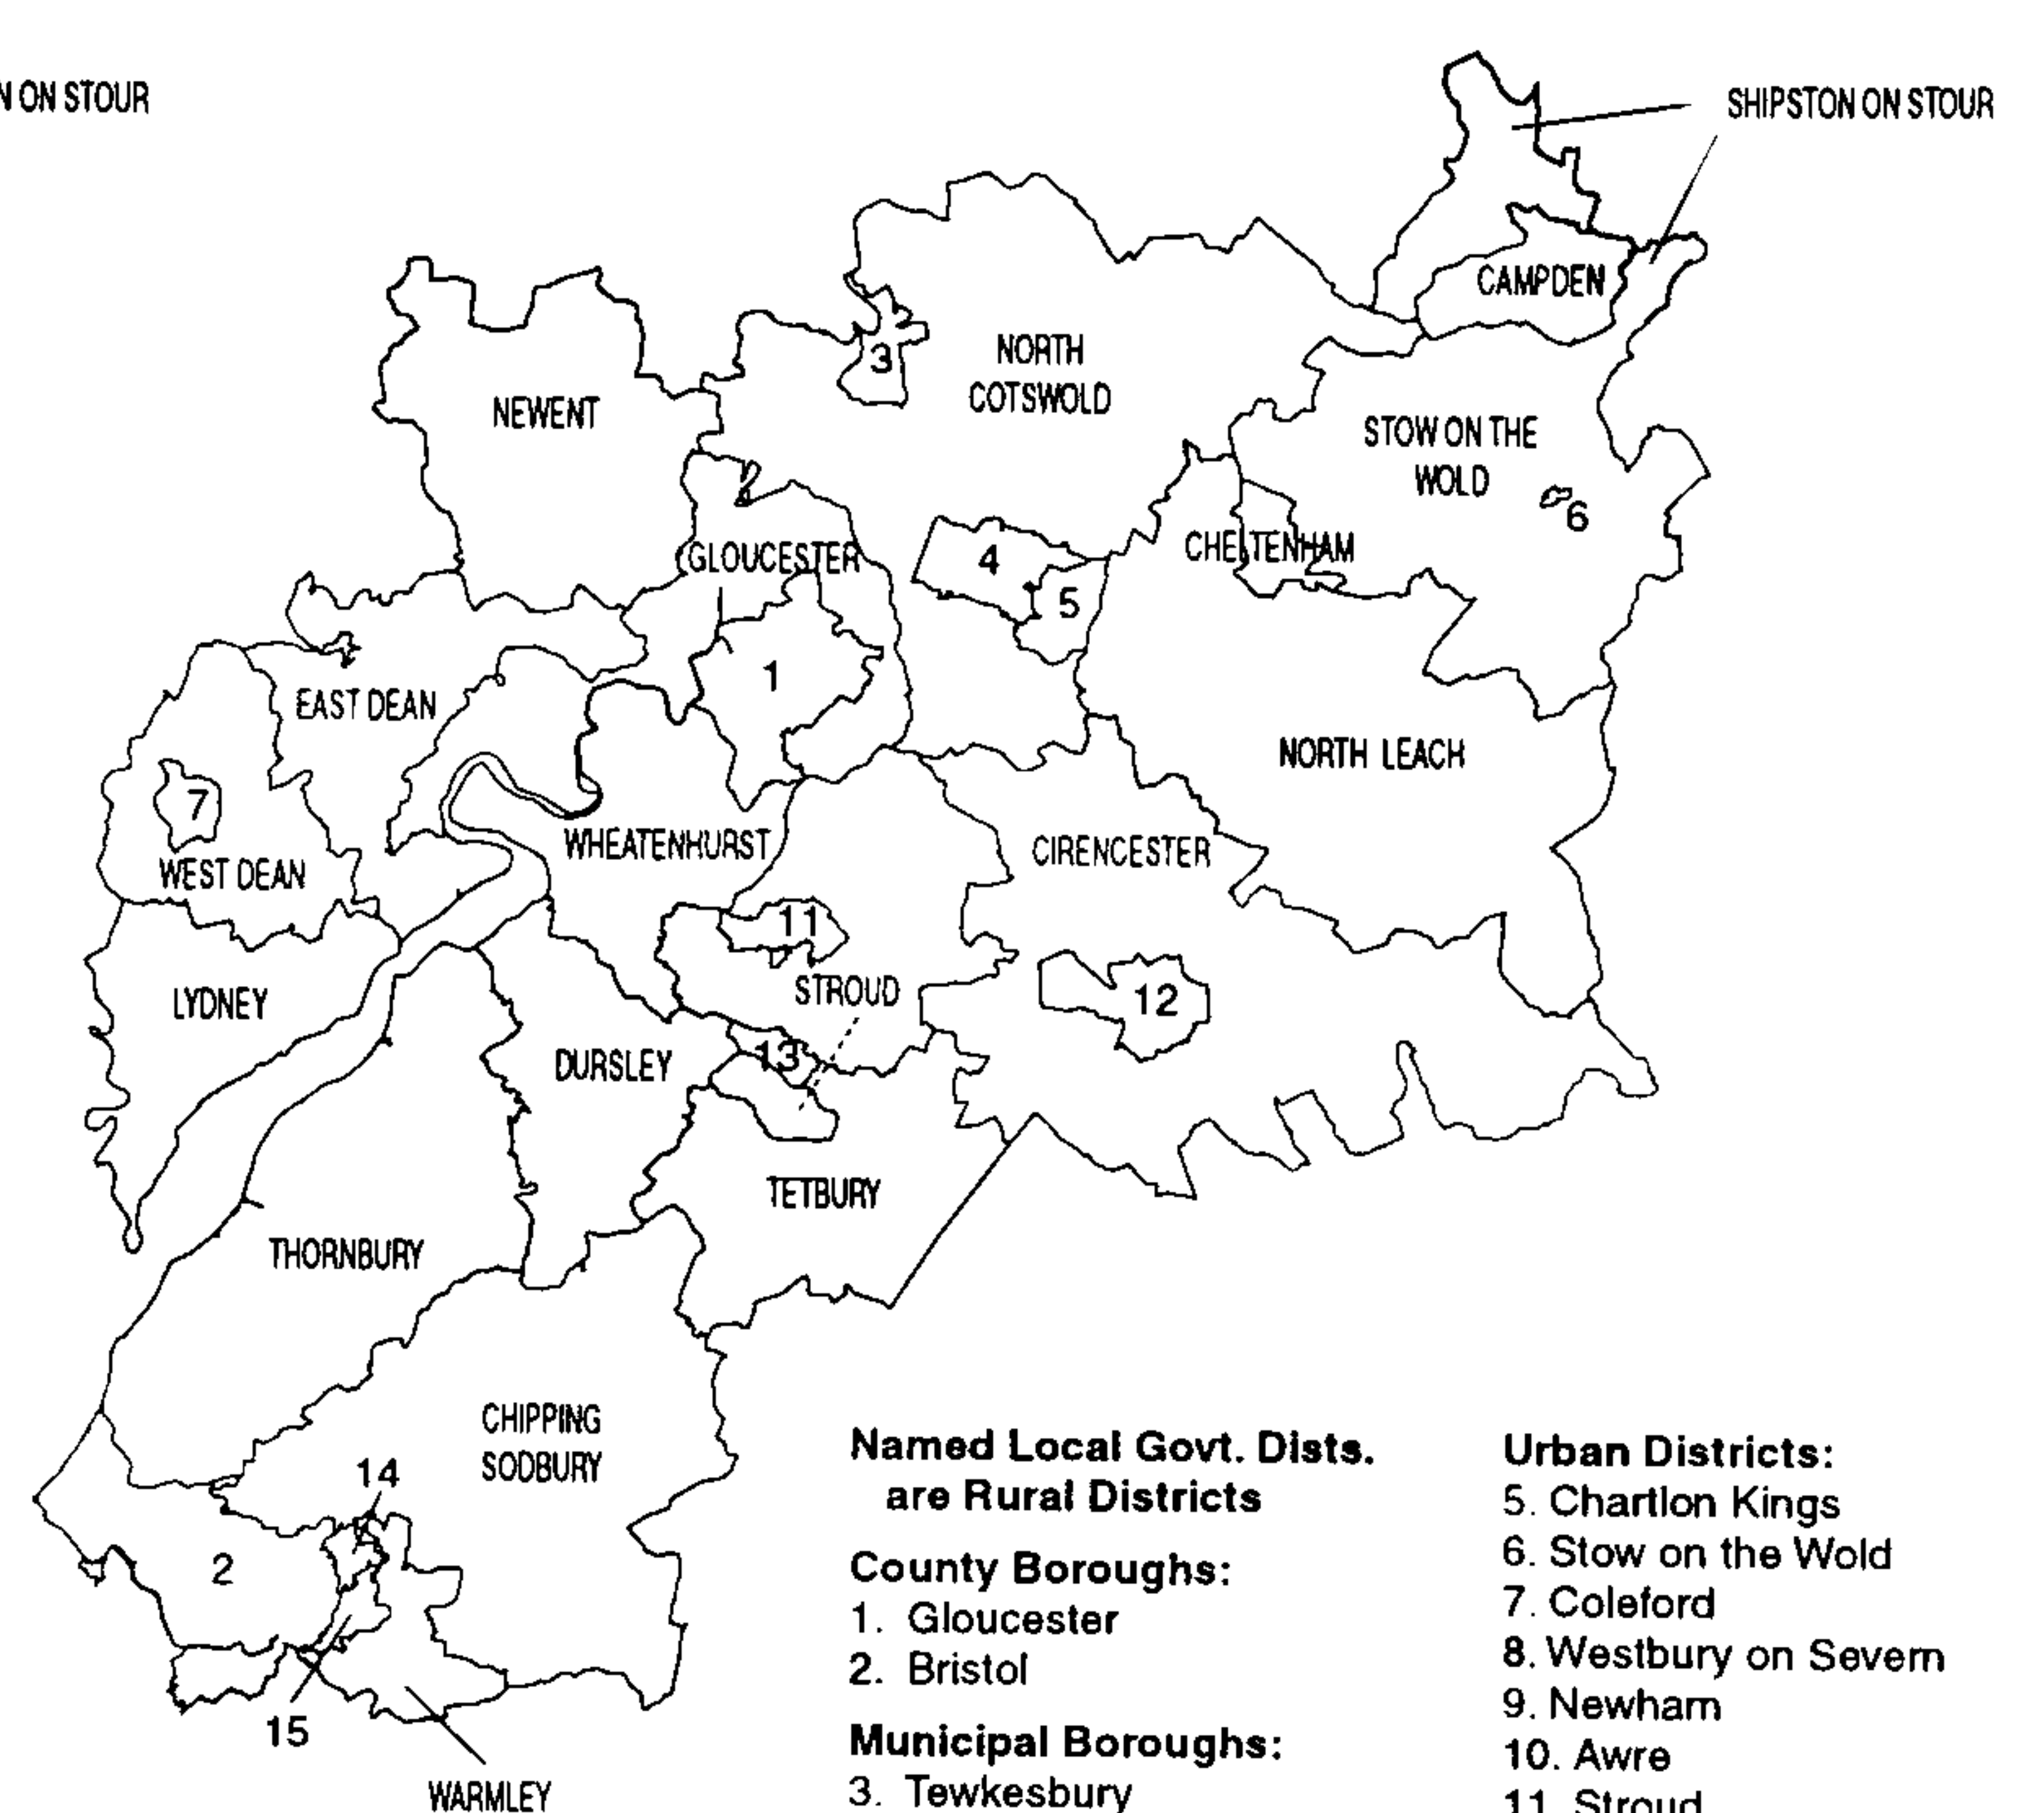 N ON STOUR
SHIPSTON ON STOUR
CAMPDEN
3
NORTH
COTSWOLD
NEWENT
STOW ON THE
WOLD
6
GLOUCESTER
4
CHELTENHAM
5
1
EAST DEAN
NORTH LEACH
7
WHEATENHURST
CIRENCESTER
WEST DEAN
11
STROUD
12
LYDNEY
13
DURSLEY
TETBURY
THORNBURY
CHIPPING
SODBURY
14
2
15
WARMLEY
Named Local Govt. Dists.
are Rural Districts
County Boroughs:
1. Gloucester
2. Bristol
Municipal Boroughs:
3. Tewkesbury
Urban Districts:
5. Chartlon Kings
6. Stow on the Wold
7. Coleford
8. Westbury on Severn
9. Newham
10. Awre
11. Stroud